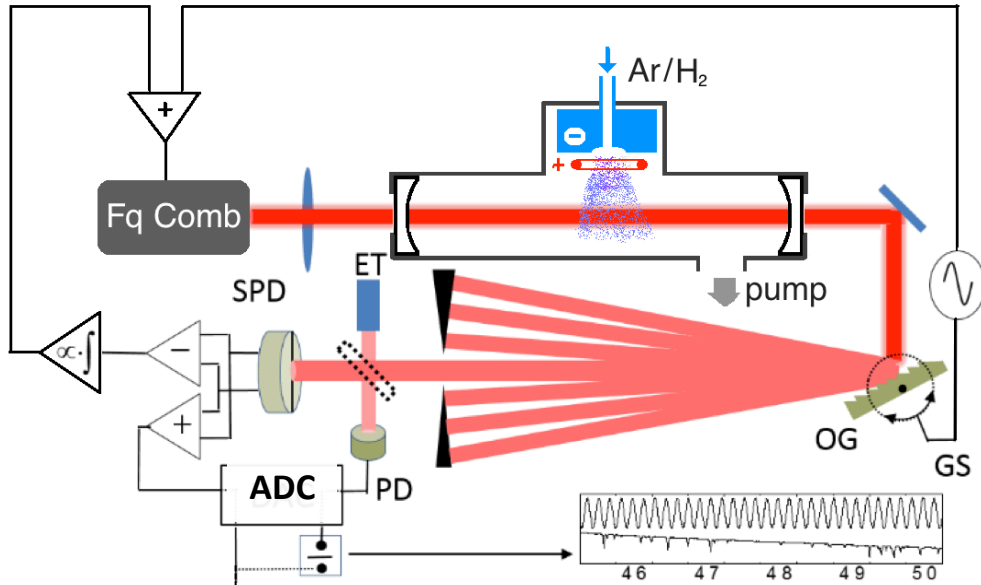 Ar/H₂
+
−
+
Fq Comb
ET
SPD
pump
∝·∫
−
+
OG
GS
PD
ADC
46 47 48 49 50